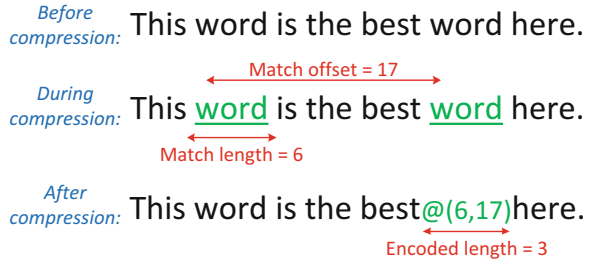 Before
compression: This word is the best word here.
Match offset = 17
During
compression: This word is the best word here.
Match length = 6
After
compression: This word is the best@(6,17)here.
Encoded length = 3